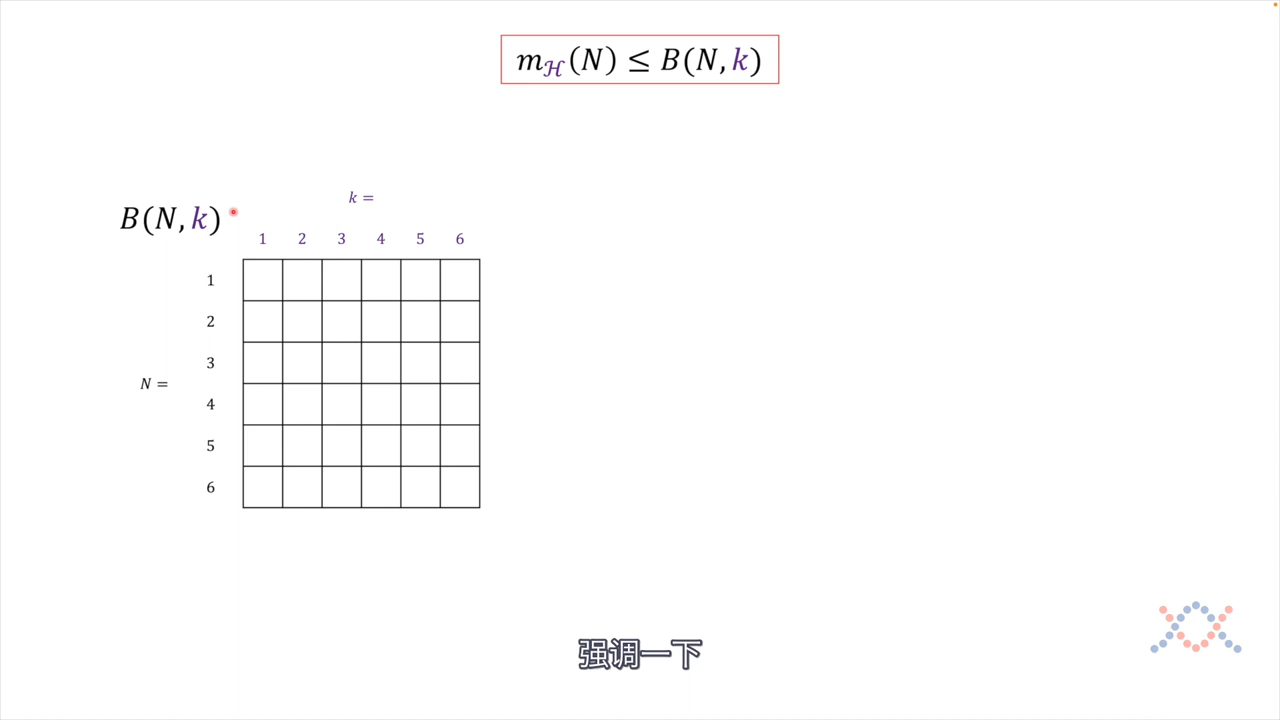 m_ℋ(N) ≤ B(N, k)
k =
B(N, k)
1 2 3 4 5 6
1
2
3
N =
4
5
6
强调一下